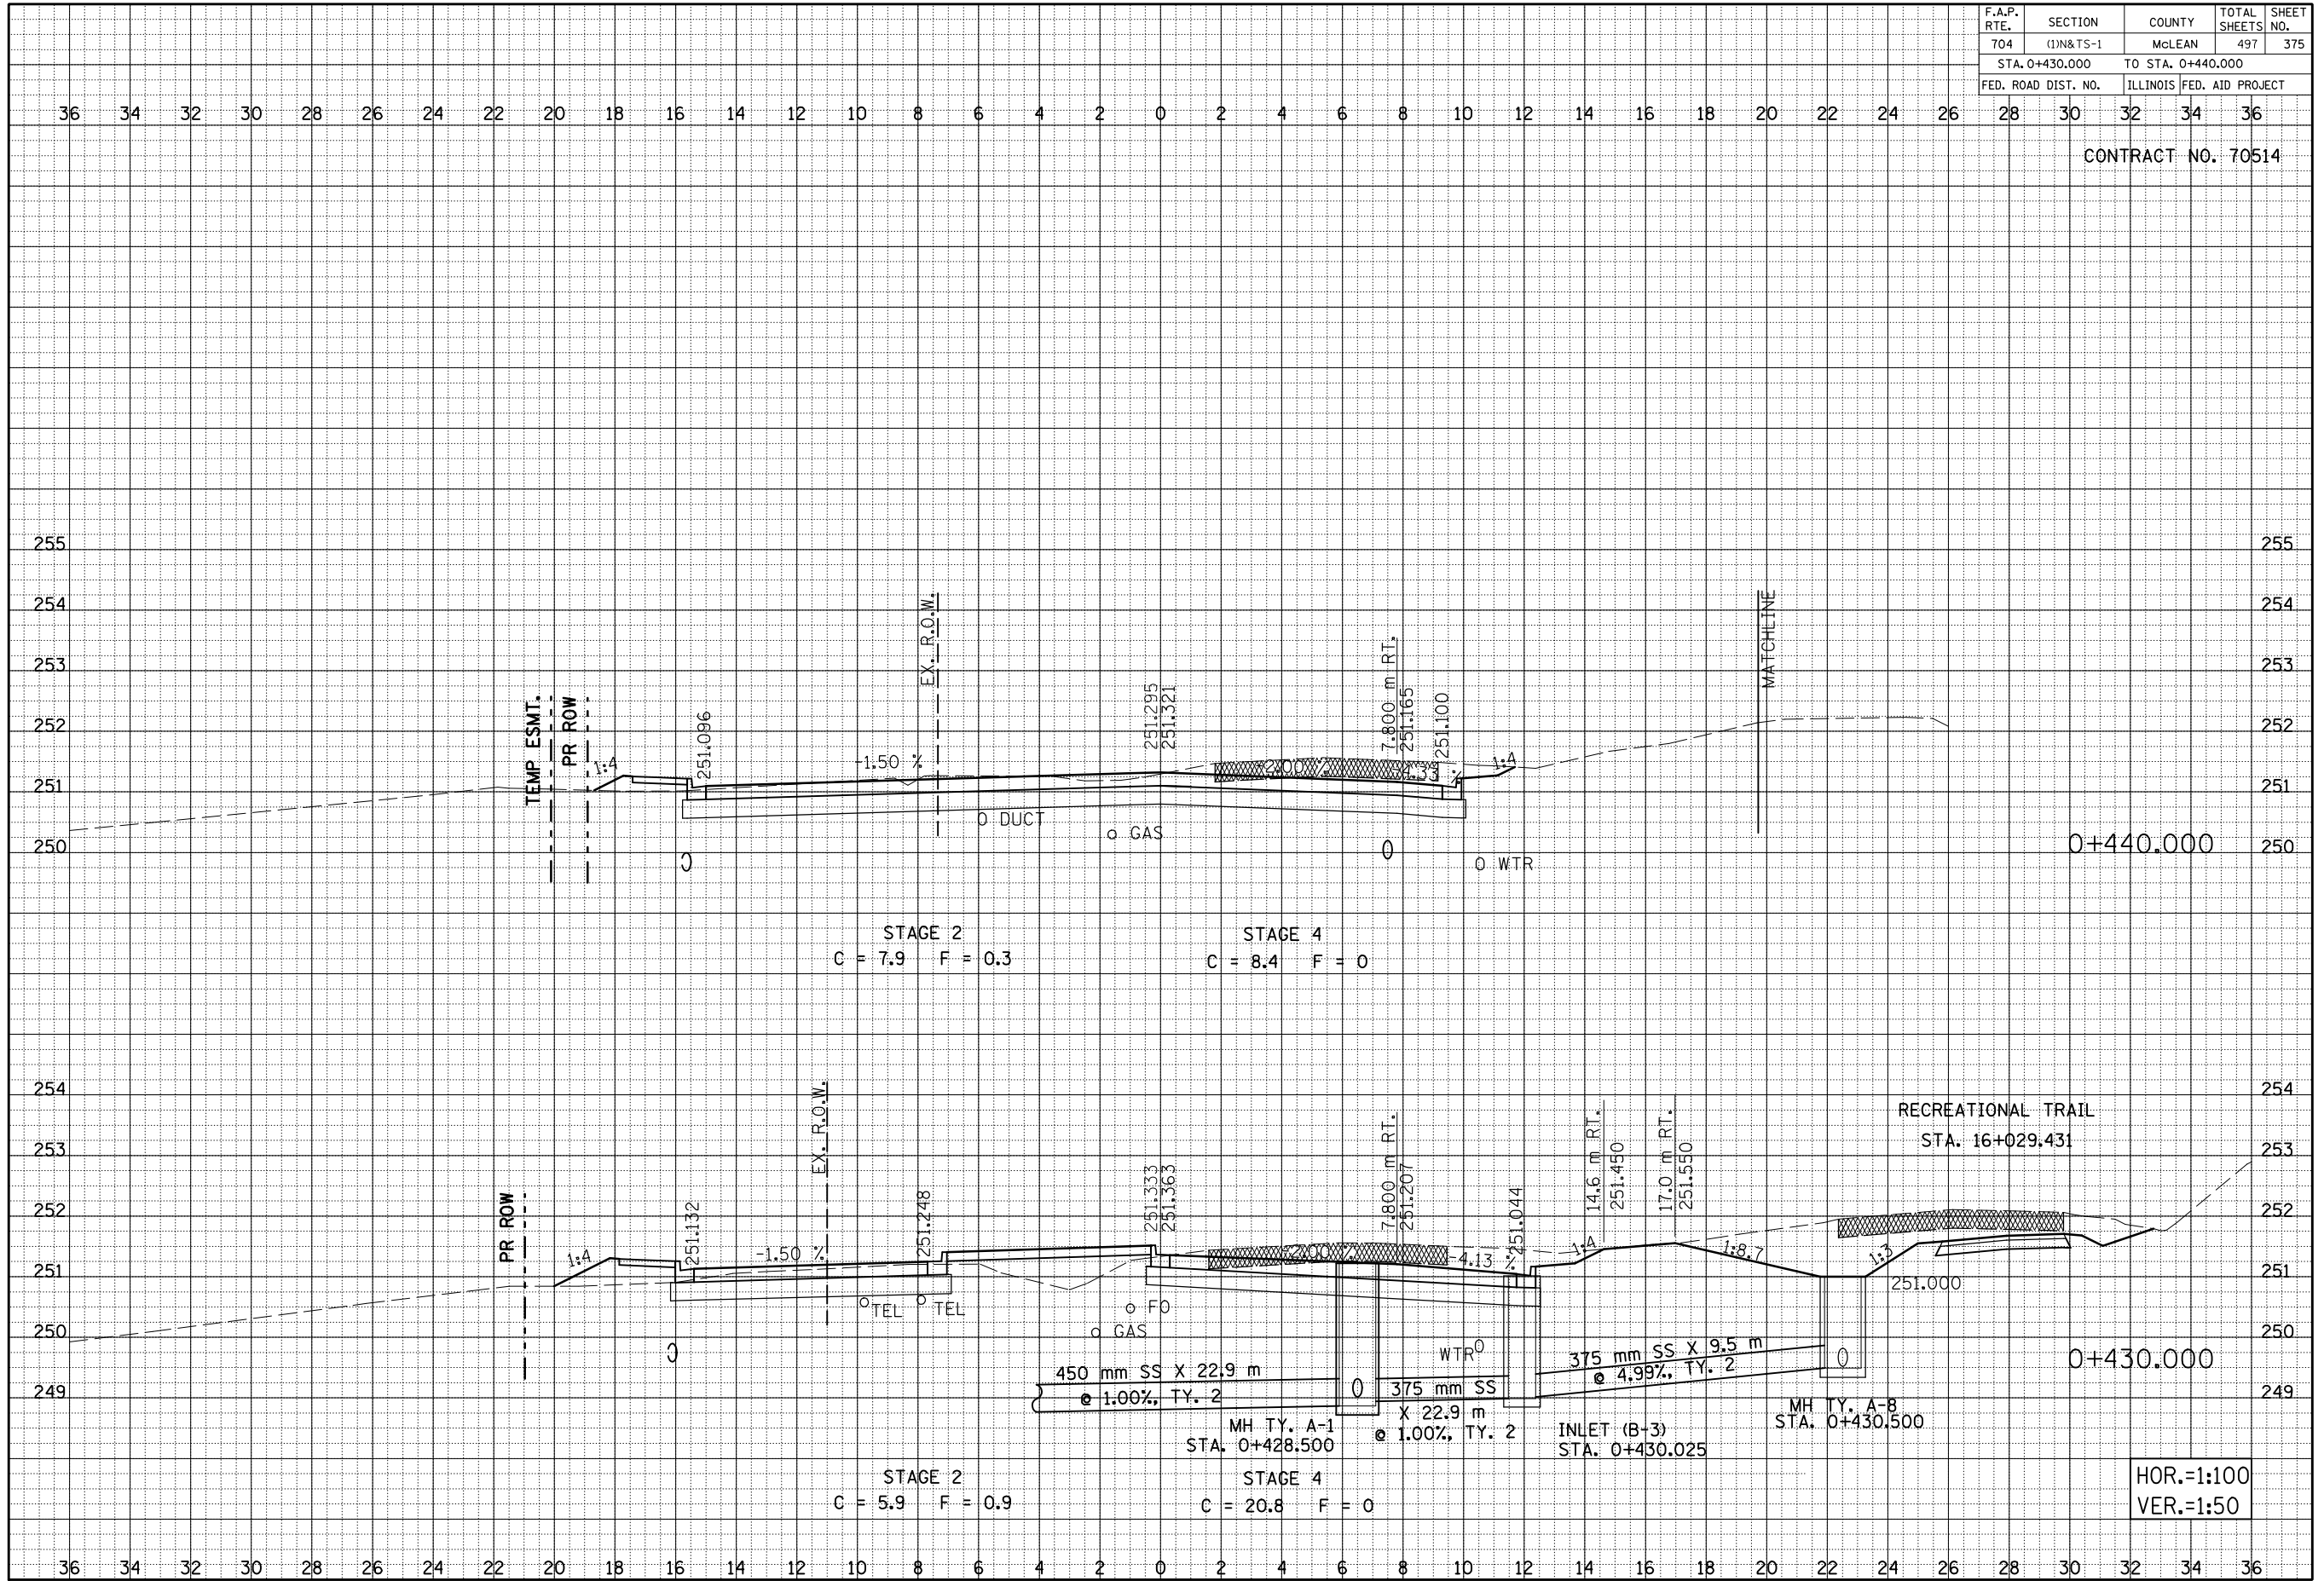 F.A.P. RTE. SECTION COUNTY TOTAL SHEETS SHEET NO.
704 (1)N&TS-1 McLEAN 497 375
STA. 0+430.000 TO STA. 0+440.000
FED. ROAD DIST. NO. ILLINOIS FED. AID PROJECT
36 34 32 30 28 26 24 22 20 18 16 14 12 10 8 6 4 2 0 2 4 6 8 10 12 14 16 18 20 22 24 26 28 30 32 34 36
CONTRACT NO. 70514
255 255
254 254
253 253
252 252
251 251
250 250
TEMP ESMT.
PR ROW
1:4
251.096
-1.50 %
EX. R.O.W.
251.295
251.321
-2.00 %
7.800 m RT.
251.165
251.100
-4.33 %
1:4
MATCHLINE
DUCT
GAS
WTR
0+440.000
STAGE 2
C = 7.9 F = 0.3
STAGE 4
C = 8.4 F = 0
254 254
253 253
252 252
251 251
250 250
249 249
PR ROW
1:4
251.132
-1.50 %
EX. R.O.W.
251.248
251.333
251.363
-2.00 %
7.800 m RT.
251.207
-4.13 %
251.044
1:4
14.6 m RT.
251.450
17.0 m RT.
251.550
1:8.7
RECREATIONAL TRAIL
STA. 16+029.431
1:3
251.000
TEL
TEL
FO
GAS
WTR
450 mm SS X 22.9 m
@ 1.00%, TY. 2
375 mm SS
X 22.9 m
@ 1.00%, TY. 2
375 mm SS X 9.5 m
@ 4.99%, TY. 2
MH TY. A-1
STA. 0+428.500
INLET (B-3)
STA. 0+430.025
MH TY. A-8
STA. 0+430.500
0+430.000
STAGE 2
C = 5.9 F = 0.9
STAGE 4
C = 20.8 F = 0
HOR.=1:100
VER.=1:50
36 34 32 30 28 26 24 22 20 18 16 14 12 10 8 6 4 2 0 2 4 6 8 10 12 14 16 18 20 22 24 26 28 30 32 34 36